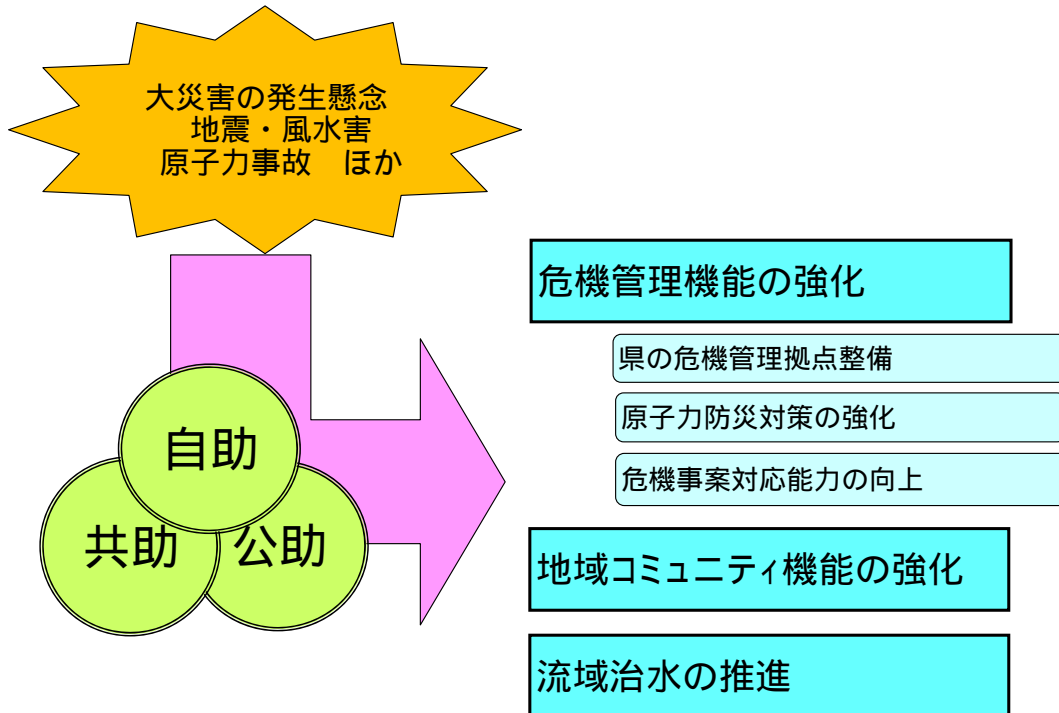 大災害の発生懸念
地震・風水害
原子力事故　ほか
自助
共助
公助
危機管理機能の強化
県の危機管理拠点整備
原子力防災対策の強化
危機事案対応能力の向上
地域コミュニティ機能の強化
流域治水の推進